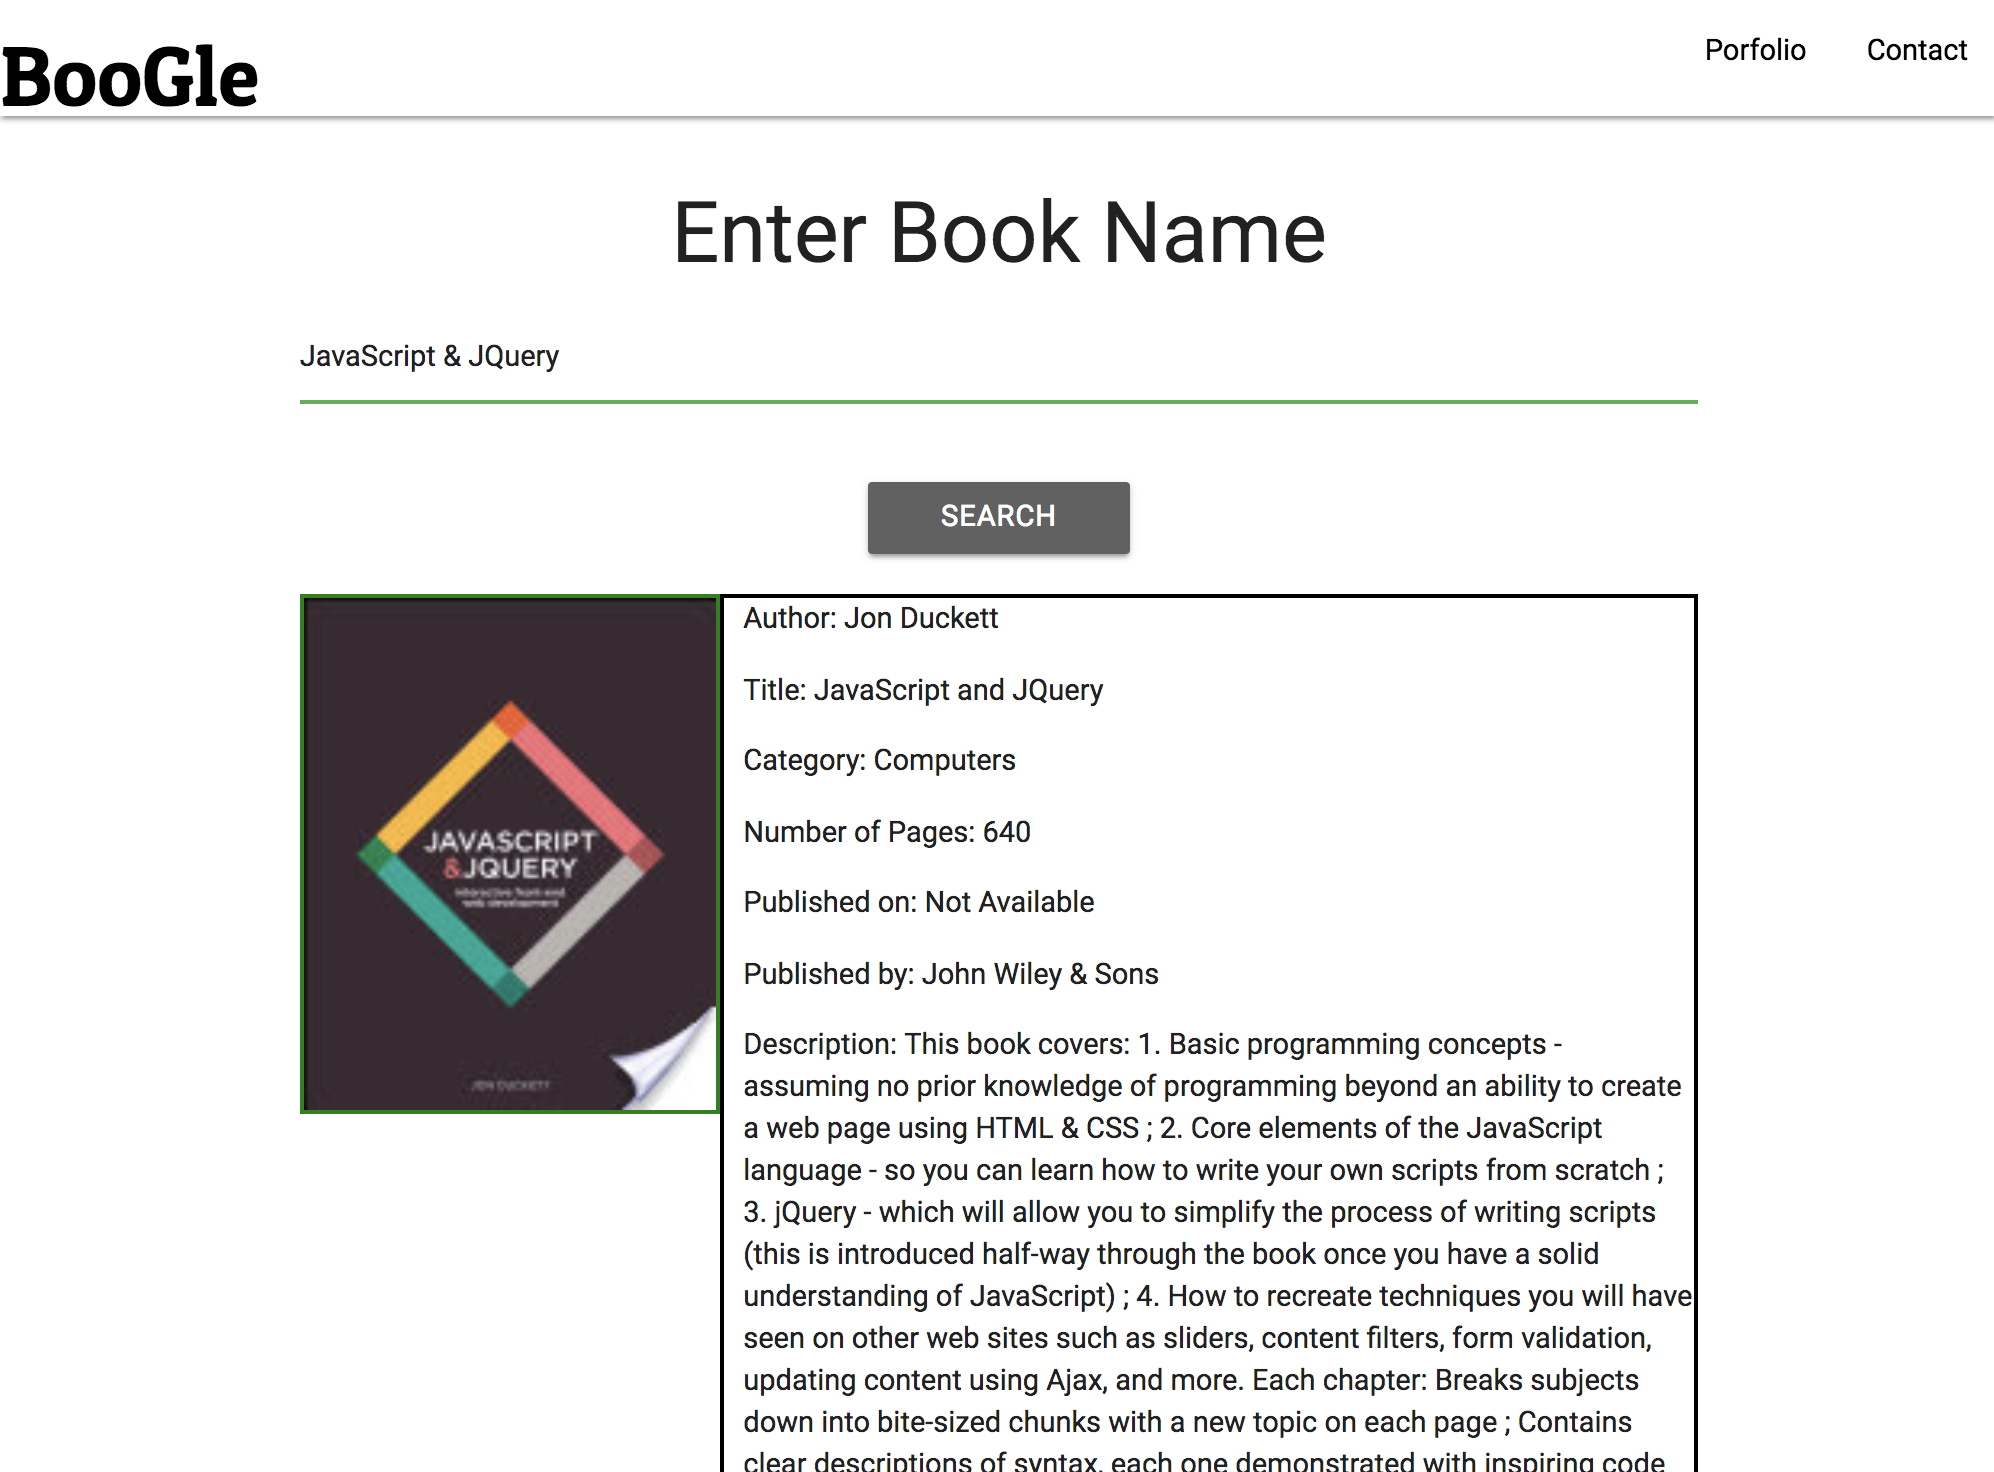 BooGle
Porfolio
Contact
Enter Book Name
JavaScript & JQuery
SEARCH
JAVASCRIPT
&JQUERY
interactive front-end
web development
JON DUCKETT
Author: Jon Duckett
Title: JavaScript and JQuery
Category: Computers
Number of Pages: 640
Published on: Not Available
Published by: John Wiley & Sons
Description: This book covers: 1. Basic programming concepts -
assuming no prior knowledge of programming beyond an ability to create
a web page using HTML & CSS ; 2. Core elements of the JavaScript
language - so you can learn how to write your own scripts from scratch ;
3. jQuery - which will allow you to simplify the process of writing scripts
(this is introduced half-way through the book once you have a solid
understanding of JavaScript) ; 4. How to recreate techniques you will have
seen on other web sites such as sliders, content filters, form validation,
updating content using Ajax, and more. Each chapter: Breaks subjects
down into bite-sized chunks with a new topic on each page ; Contains
clear descriptions of syntax, each one demonstrated with inspiring code